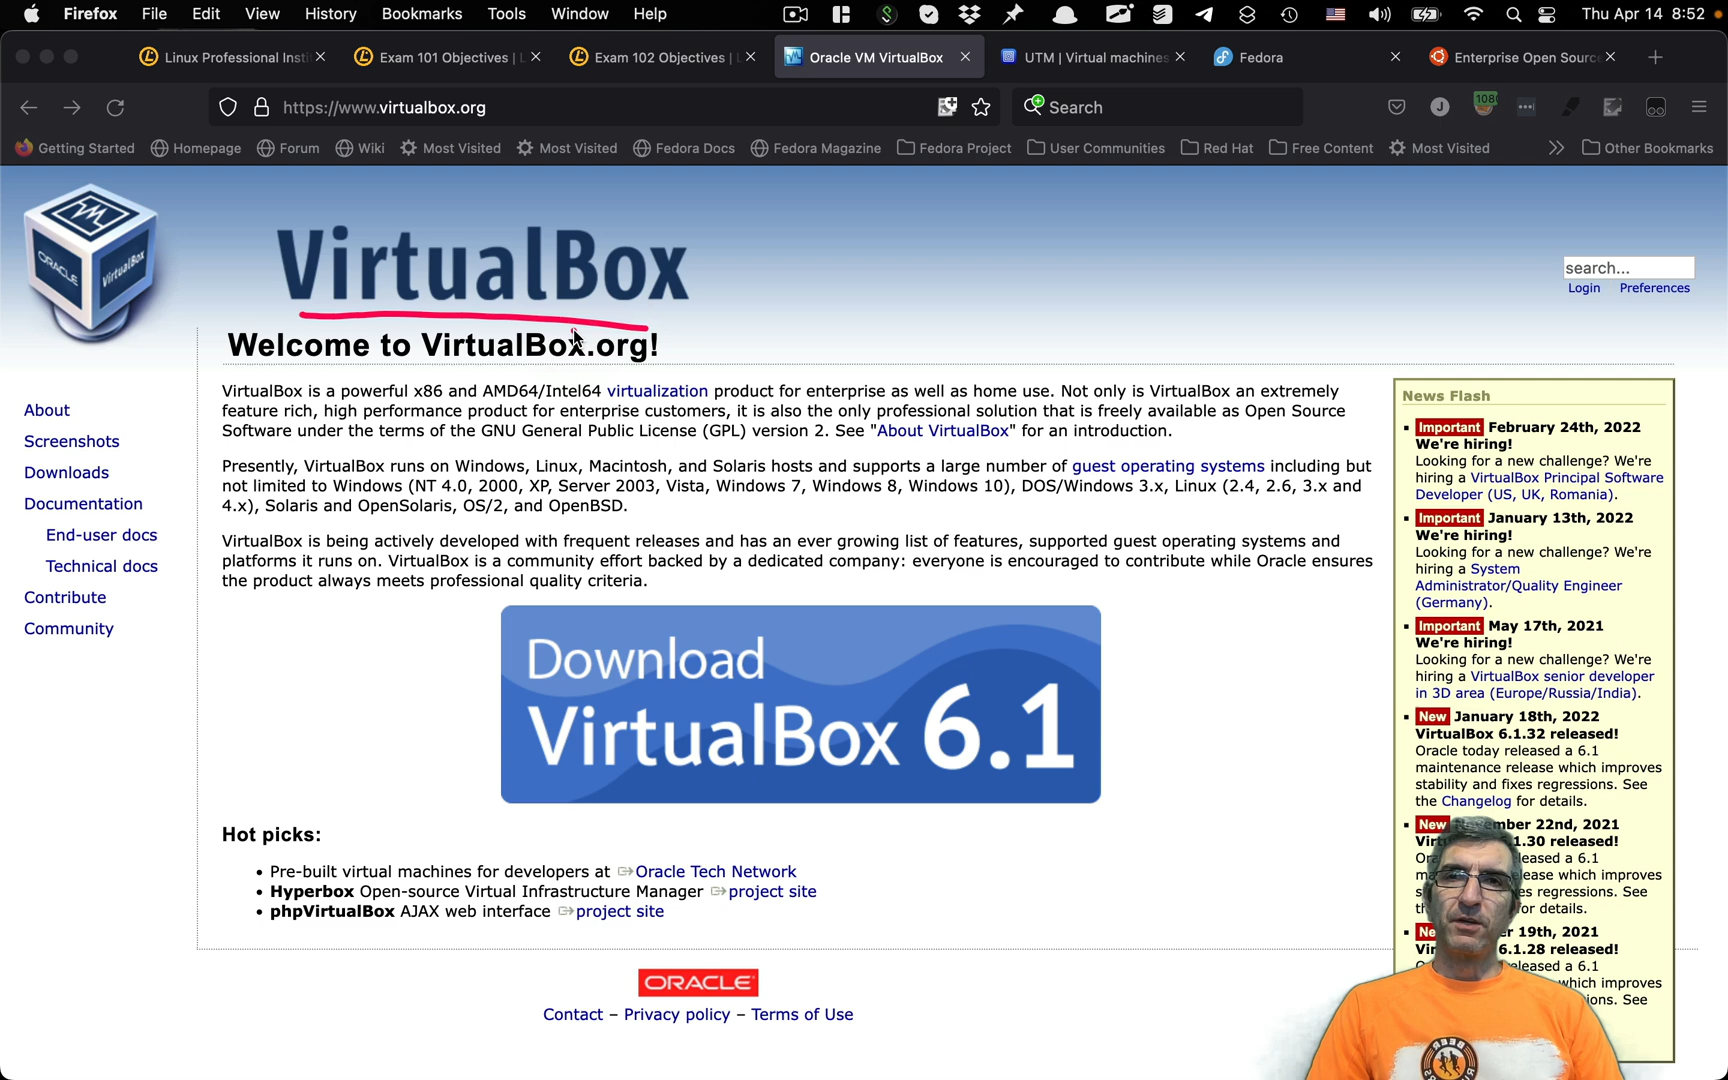 Firefox File Edit View History Bookmarks Tools Window Help Thu Apr 14 8:52
Linux Professional Insti Exam 101 Objectives | L Exam 102 Objectives | Oracle VM VirtualBox UTM | Virtual machines Fedora Enterprise Open Source
https://www.virtualbox.org Search 108
Getting Started Homepage Forum Wiki Most Visited Most Visited Fedora Docs Fedora Magazine Fedora Project User Communities Red Hat Free Content Most Visited Other Bookmarks
ORACLE VirtualBox
VirtualBox
search...
Login Preferences
Welcome to VirtualBox.org!
About
Screenshots
Downloads
Documentation
End-user docs
Technical docs
Contribute
Community
VirtualBox is a powerful x86 and AMD64/Intel64 virtualization product for enterprise as well as home use. Not only is VirtualBox an extremely
feature rich, high performance product for enterprise customers, it is also the only professional solution that is freely available as Open Source
Software under the terms of the GNU General Public License (GPL) version 2. See "About VirtualBox" for an introduction.
Presently, VirtualBox runs on Windows, Linux, Macintosh, and Solaris hosts and supports a large number of guest operating systems including but
not limited to Windows (NT 4.0, 2000, XP, Server 2003, Vista, Windows 7, Windows 8, Windows 10), DOS/Windows 3.x, Linux (2.4, 2.6, 3.x and
4.x), Solaris and OpenSolaris, OS/2, and OpenBSD.
VirtualBox is being actively developed with frequent releases and has an ever growing list of features, supported guest operating systems and
platforms it runs on. VirtualBox is a community effort backed by a dedicated company: everyone is encouraged to contribute while Oracle ensures
the product always meets professional quality criteria.
Download
VirtualBox 6.1
Hot picks:
Pre-built virtual machines for developers at Oracle Tech Network
Hyperbox Open-source Virtual Infrastructure Manager project site
phpVirtualBox AJAX web interface project site
News Flash
Important February 24th, 2022
We're hiring!
Looking for a new challenge? We're
hiring a VirtualBox Principal Software
Developer (US, UK, Romania).
Important January 13th, 2022
We're hiring!
Looking for a new challenge? We're
hiring a System
Administrator/Quality Engineer
(Germany).
Important May 17th, 2021
We're hiring!
Looking for a new challenge? We're
hiring a VirtualBox senior developer
in 3D area (Europe/Russia/India).
New January 18th, 2022
VirtualBox 6.1.32 released!
Oracle today released a 6.1
maintenance release which improves
stability and fixes regressions. See
the Changelog for details.
New 22nd, 2021
6.1.30 released!
released a 6.1
release which improves
regressions. See
for details.
19th, 2021
6.1.28 released!
released a 6.1
which improves
See
ORACLE
Contact – Privacy policy – Terms of Use
BEER